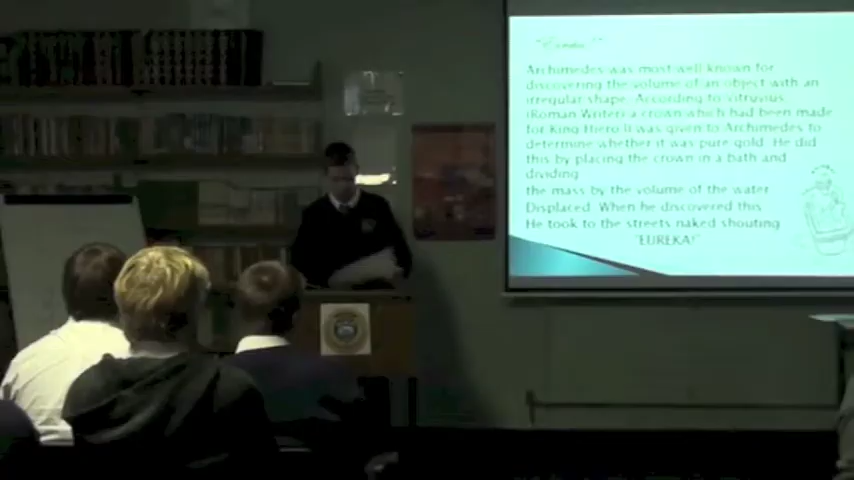 "Eureka!"
Archimedes was most well known for
discovering the volume of an object with an
irregular shape. According to vitruvius
(Roman Writer) a crown which had been made
for King Hiero II was given to Archimedes to
determine whether it was pure gold. He did
this by placing the crown in a bath and
dividing
the mass by the volume of the water
Displaced. When he discovered this.
He took to the streets naked shouting
"EUREKA!"